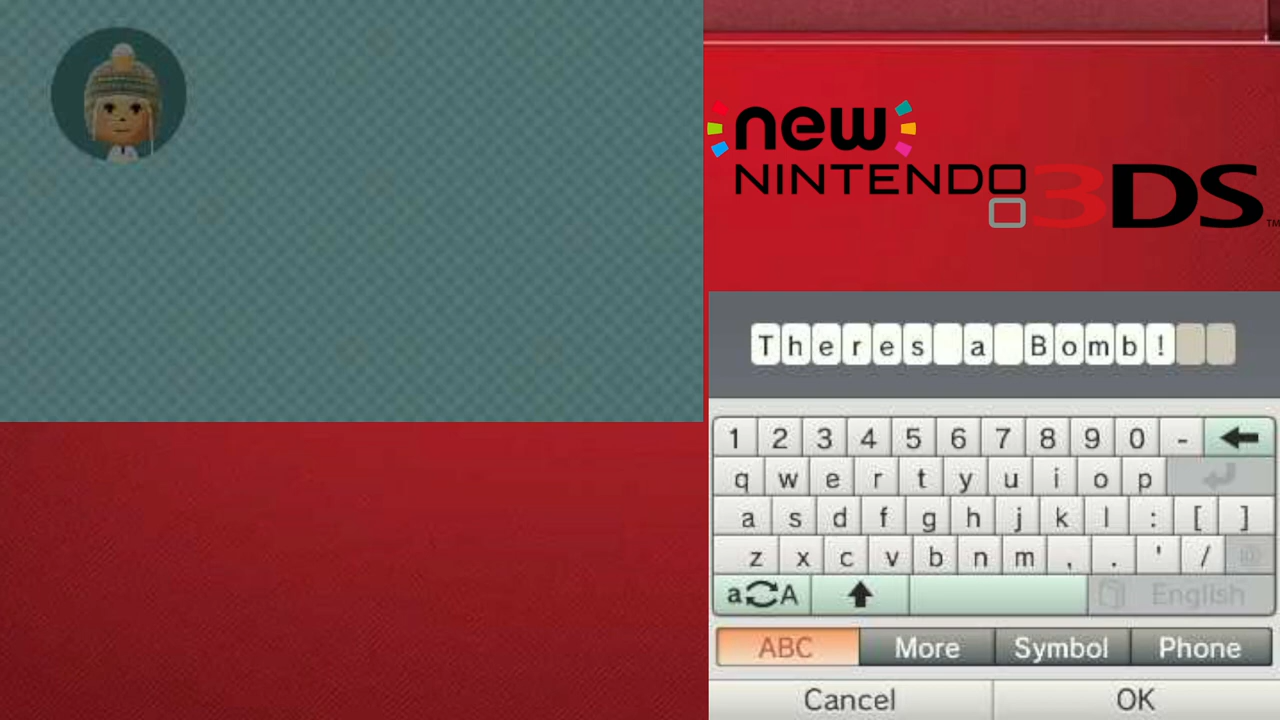 new
NINTENDO 3DS™
Theres a Bomb!
1 2 3 4 5 6 7 8 9 0 -
q w e r t y u i o p
a s d f g h j k l : [ ]
z x c v b n m , . ' / @
a A
English
ABC More Symbol Phone
Cancel OK